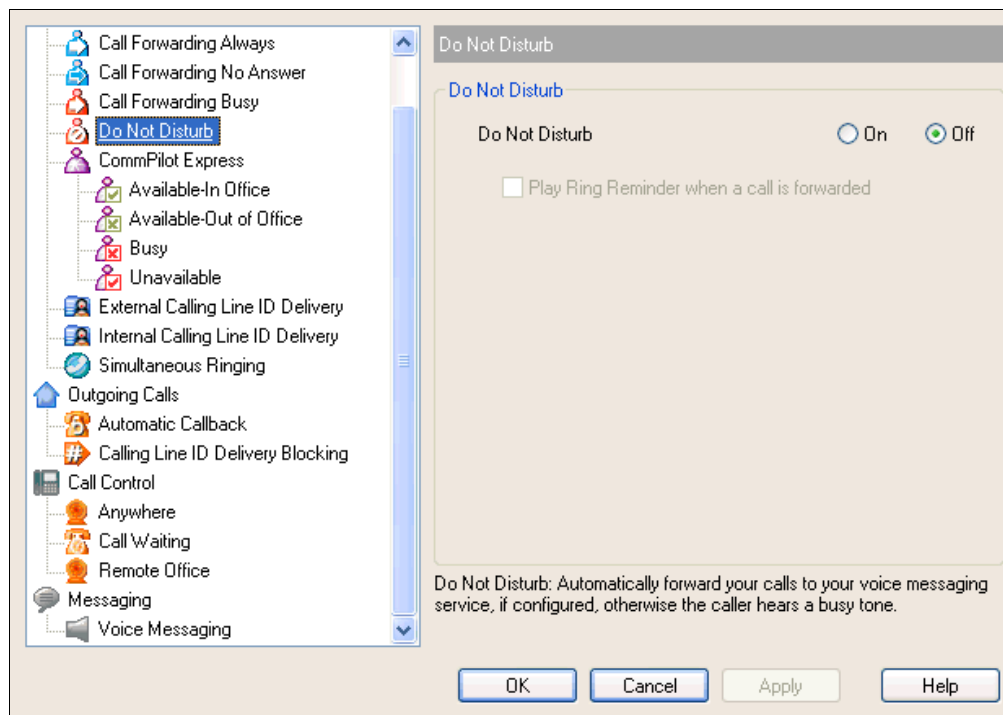 Call Forwarding Always
Call Forwarding No Answer
Call Forwarding Busy
Do Not Disturb
CommPilot Express
Available-In Office
Available-Out of Office
Busy
Unavailable
External Calling Line ID Delivery
Internal Calling Line ID Delivery
Simultaneous Ringing
Outgoing Calls
Automatic Callback
Calling Line ID Delivery Blocking
Call Control
Anywhere
Call Waiting
Remote Office
Messaging
Voice Messaging
Do Not Disturb
Do Not Disturb
Do Not Disturb On Off
Play Ring Reminder when a call is forwarded
Do Not Disturb: Automatically forward your calls to your voice messaging
service, if configured, otherwise the caller hears a busy tone.
OK Cancel Apply Help